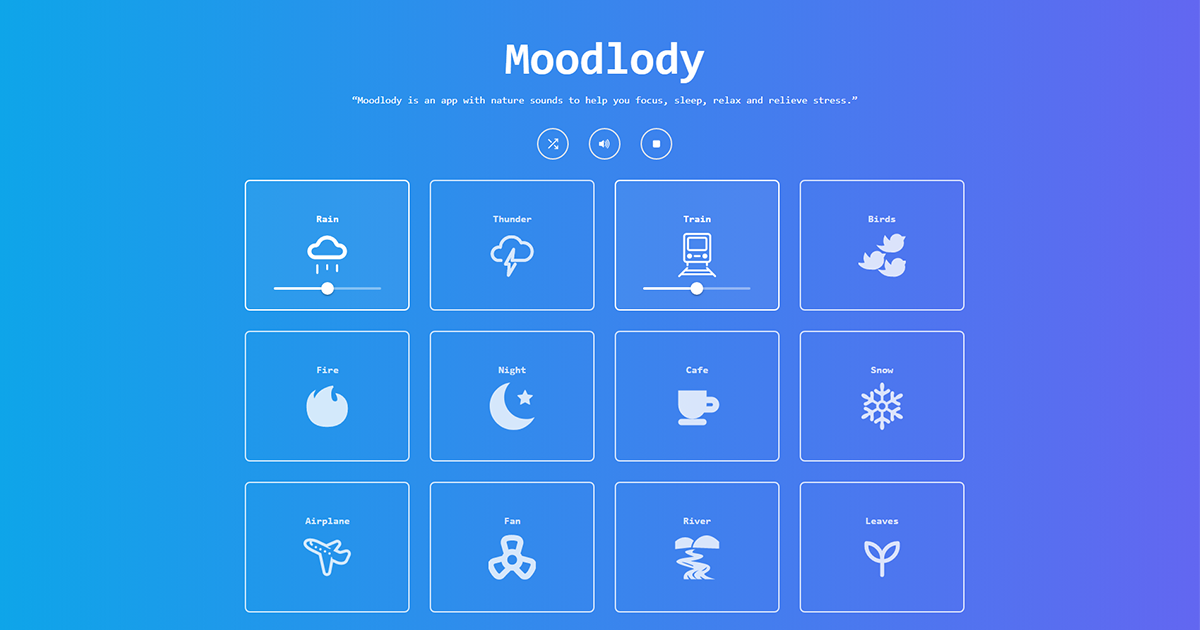 Moodlody
“Moodlody is an app with nature sounds to help you focus, sleep, relax and relieve stress.”
Rain
Thunder
Train
Birds
Fire
Night
Cafe
Snow
Airplane
Fan
River
Leaves